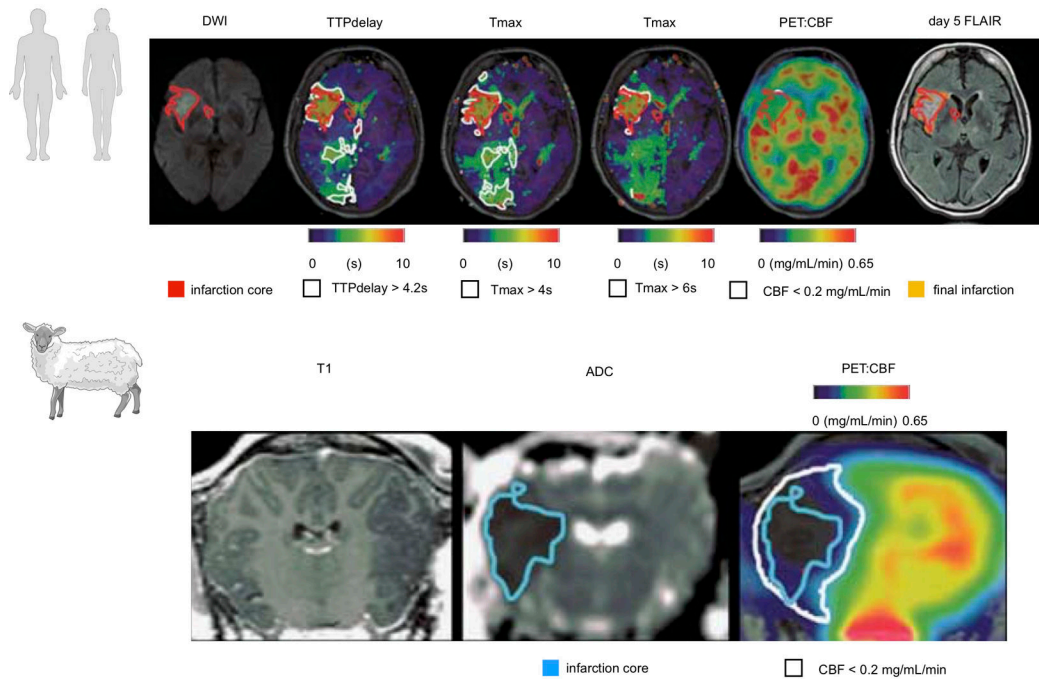 DWI TTPdelay Tmax Tmax PET:CBF day 5 FLAIR
0 (s) 10 0 (s) 10 0 (s) 10 0 (mg/mL/min) 0.65
infarction core TTPdelay > 4.2s Tmax > 4s Tmax > 6s CBF < 0.2 mg/mL/min final infarction
T1 ADC PET:CBF
0 (mg/mL/min) 0.65
infarction core CBF < 0.2 mg/mL/min